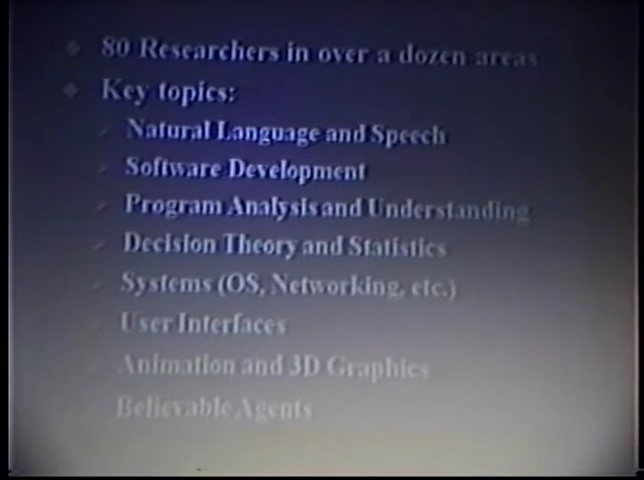 80 Researchers in over a dozen areas
Key topics:
Natural Language and Speech
Software Development
Program Analysis and Understanding
Decision Theory and Statistics
Systems (OS, Networking, etc.)
User Interfaces
Animation and 3D Graphics
Believable Agents